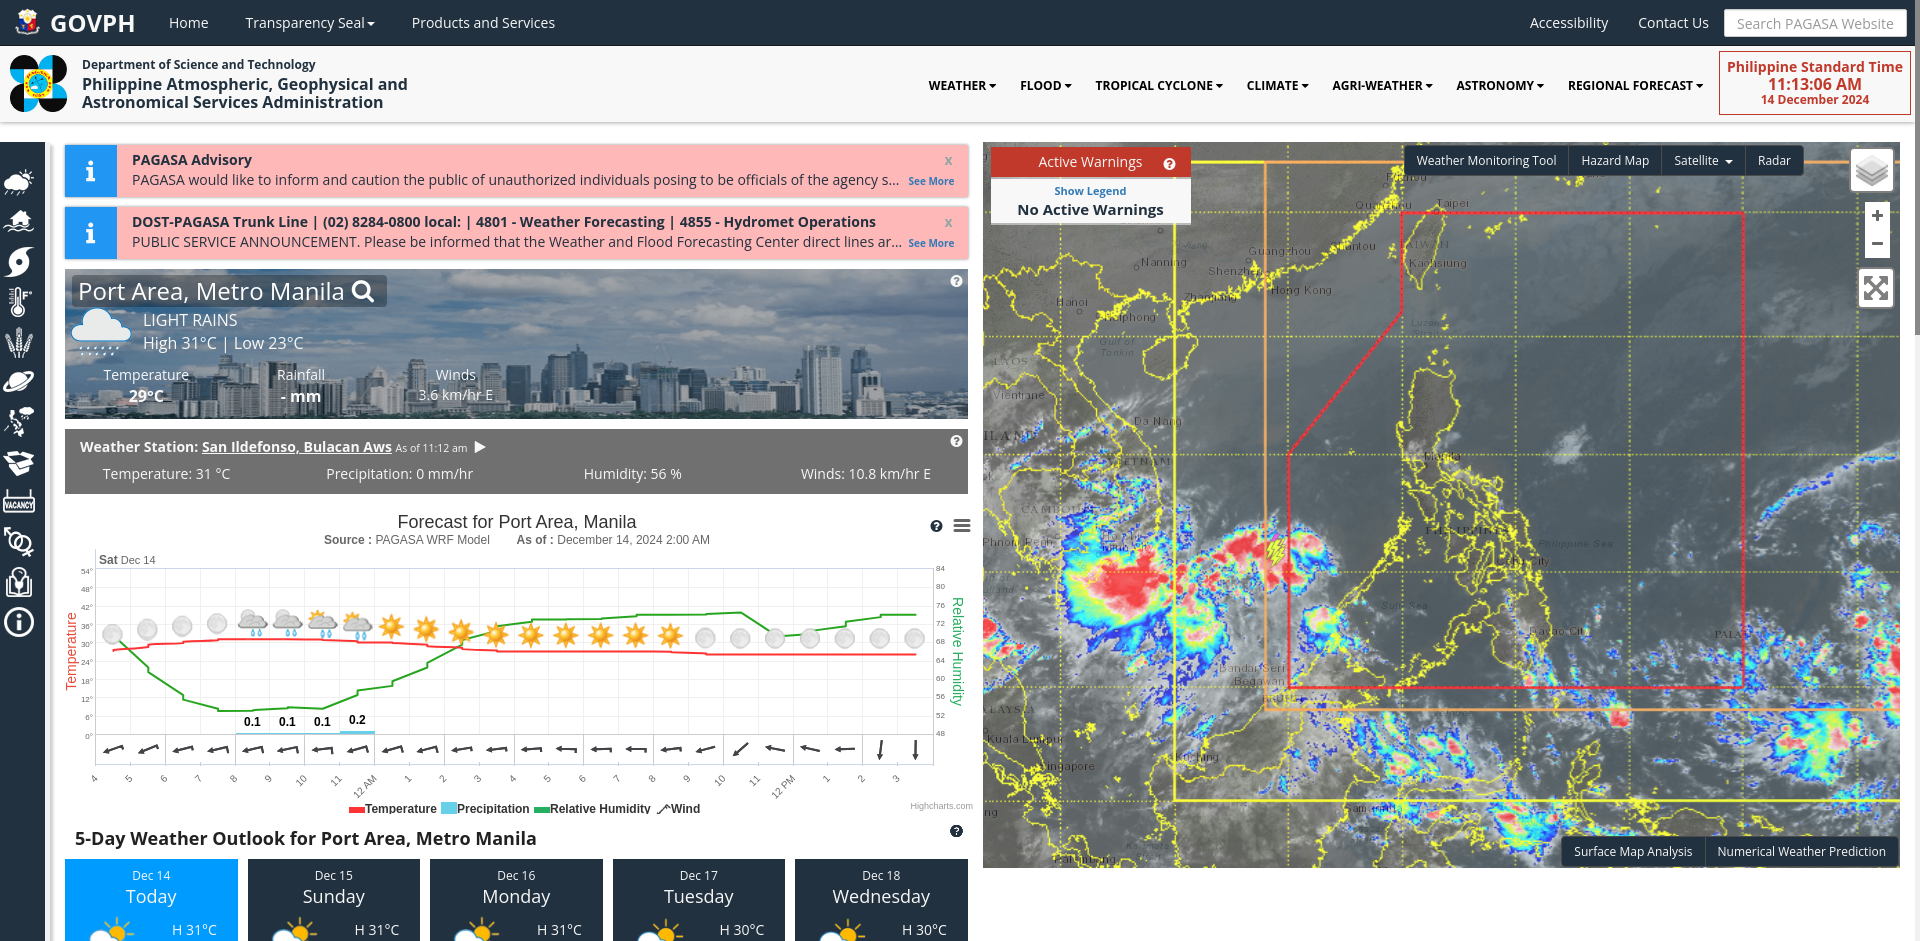 GOVPH
Home
Transparency Seal
Products and Services
Accessibility
Contact Us
Search PAGASA Website
Department of Science and Technology
Philippine Atmospheric, Geophysical and
Astronomical Services Administration
WEATHER
FLOOD
TROPICAL CYCLONE
CLIMATE
AGRI-WEATHER
ASTRONOMY
REGIONAL FORECAST
Philippine Standard Time
11:13:06 AM
14 December 2024
VACANCY
PAGASA Advisory
x
PAGASA would like to inform and caution the public of unauthorized individuals posing to be officials of the agency s...
See More
DOST-PAGASA Trunk Line | (02) 8284-0800 local: | 4801 - Weather Forecasting | 4855 - Hydromet Operations
x
PUBLIC SERVICE ANNOUNCEMENT. Please be informed that the Weather and Flood Forecasting Center direct lines ar...
See More
Port Area, Metro Manila
LIGHT RAINS
High 31°C | Low 23°C
Temperature
Rainfall
Winds
29°C
- mm
3.6 km/hr E
Weather Station: San Ildefonso, Bulacan Aws As of 11:12 am
Temperature: 31 °C
Precipitation: 0 mm/hr
Humidity: 56 %
Winds: 10.8 km/hr E
Forecast for Port Area, Manila
Source : PAGASA WRF Model As of : December 14, 2024 2:00 AM
Sat Dec 14
Temperature
54°
48°
42°
36°
30°
24°
18°
12°
6°
0°
84
80
76
72
68
64
60
56
52
48
Relative Humidity
0.1
0.1
0.1
0.2
4
5
6
7
8
9
10
11
12 AM
1
2
3
4
5
6
7
8
9
10
11
12 PM
1
2
3
Temperature
Precipitation
Relative Humidity
Wind
Highcharts.com
5-Day Weather Outlook for Port Area, Metro Manila
Dec 14
Today
H 31°C
Dec 15
Sunday
H 31°C
Dec 16
Monday
H 31°C
Dec 17
Tuesday
H 30°C
Dec 18
Wednesday
H 30°C
Active Warnings
Show Legend
No Active Warnings
Weather Monitoring Tool
Hazard Map
Satellite
Radar
+
−
Taipei
Guangzhou
Nanning
Shenzhen
Kaohsiung
Hong Kong
Zhanjiang
Hanoi
Haiphong
Gulf of
Tonkin
Luzon
Vientiane
Da Nang
VIETNAM
Manila
Philippine Sea
Sulu Sea
Davao City
Bandar Seri
Begawan
Kuala Lumpur
Kuching
Singapore
Samarinda
Surface Map Analysis
Numerical Weather Prediction